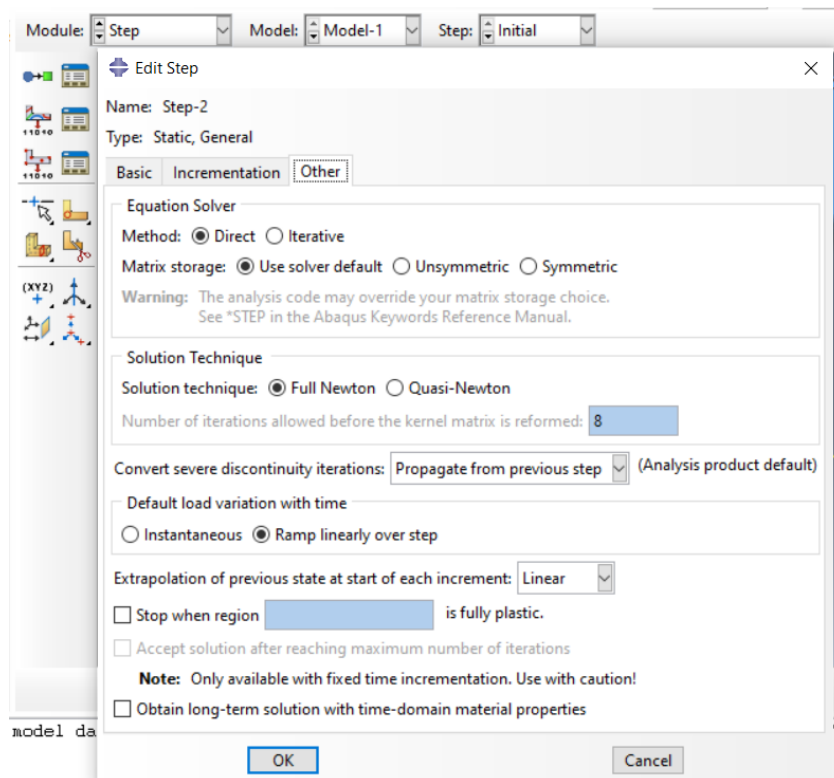 Module: Step Model: Model-1 Step: Initial
Edit Step
Name: Step-2
Type: Static, General
Basic Incrementation Other
Equation Solver
Method: Direct Iterative
Matrix storage: Use solver default Unsymmetric Symmetric
Warning: The analysis code may override your matrix storage choice.
See *STEP in the Abaqus Keywords Reference Manual.
Solution Technique
Solution technique: Full Newton Quasi-Newton
Number of iterations allowed before the kernel matrix is reformed: 8
Convert severe discontinuity iterations: Propagate from previous step (Analysis product default)
Default load variation with time
Instantaneous Ramp linearly over step
Extrapolation of previous state at start of each increment: Linear
Stop when region is fully plastic.
Accept solution after reaching maximum number of iterations
Note: Only available with fixed time incrementation. Use with caution!
Obtain long-term solution with time-domain material properties
OK Cancel
11010
11010
(XYZ)
model da